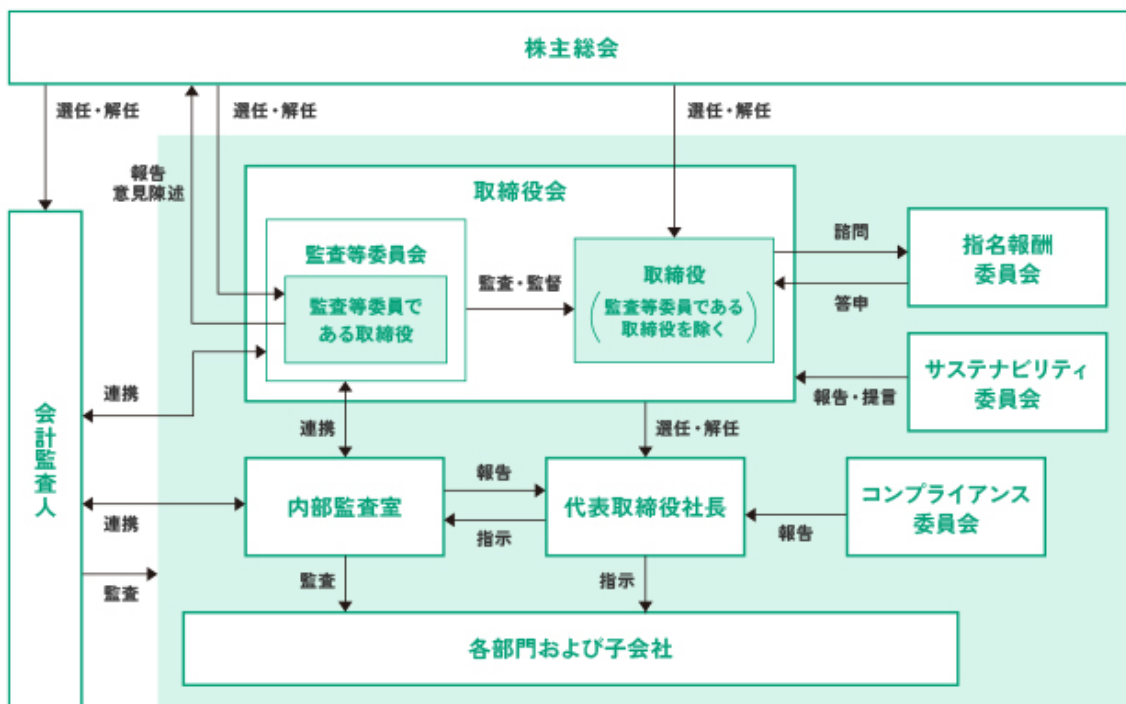 株主総会
選任・解任
選任・解任
選任・解任
報告
意見陳述
取締役会
監査等委員会
監査等委員で
ある取締役
監査・監督
取締役
(監査等委員である
取締役を除く)
諮問
答申
指名報酬
委員会
サステナビリティ
委員会
報告・提言
連携
連携
選任・解任
会計監査人
内部監査室
報告
指示
代表取締役社長
報告
コンプライアンス
委員会
連携
監査
監査
指示
各部門および子会社